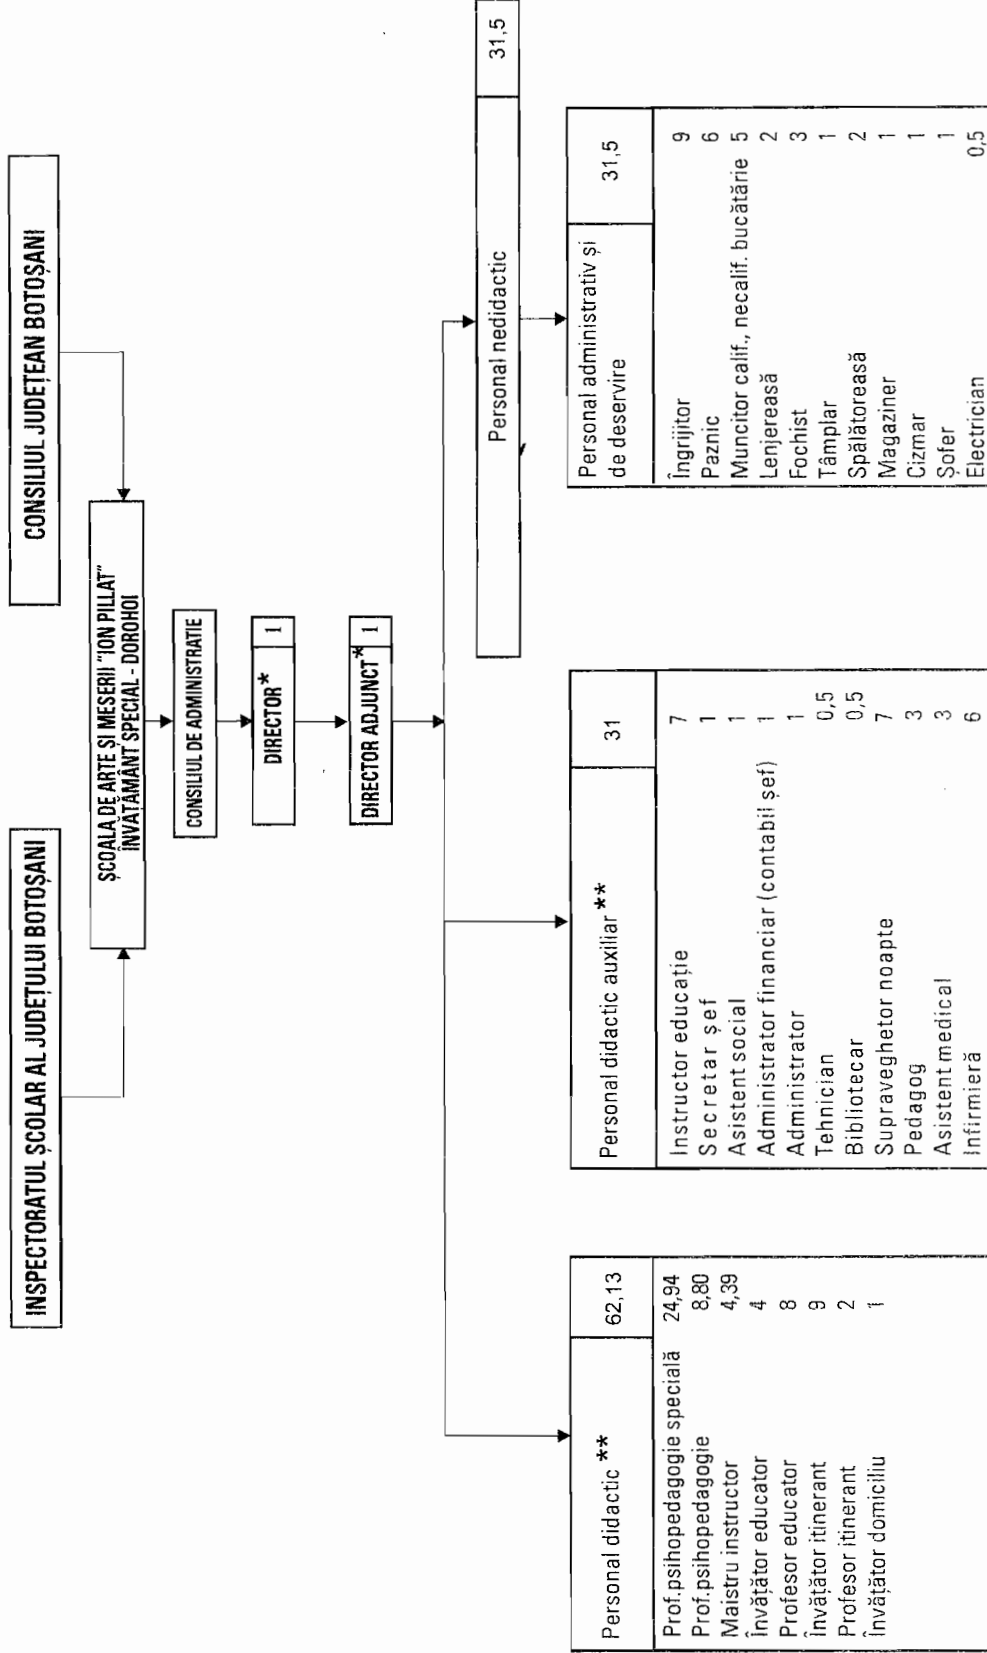 INSPECTORATUL ȘCOLAR AL JUDEȚULUI BOTOȘANI
CONSILIUL JUDEȚEAN BOTOȘANI
ȘCOALA DE ARTE ȘI MESERII "ION PILLAT"
ÎNVĂȚĂMÂNT SPECIAL - DOROHOI
CONSILIUL DE ADMINISTRATIE
DIRECTOR* 1
DIRECTOR ADJUNCT* 1
Personal nedidactic 31,5
Personal didactic ** 62,13
Prof.psihopedagogie specială 24,94
Prof.psihopedagogie 8,80
Maistru instructor 4,39
Învățător educator 4
Profesor educator 8
Învățător itinerant 9
Profesor itinerant 2
Învățător domiciliu 1
Personal didactic auxiliar ** 31
Instructor educație 7
Secretar șef 1
Asistent social 1
Administrator financiar (contabil șef) 1
Administrator 1
Tehnician 0,5
Bibliotecar 0,5
Supraveghetor noapte 7
Pedagog 3
Asistent medical 3
Infirmieră 6
Personal administrativ și
de deservire 31,5
Îngrijitor 9
Paznic 6
Muncitor calif., necalif. bucătărie 5
Lenjereasă 2
Fochist 3
Tâmplar 1
Spălătoreasă 2
Magaziner 1
Cizmar 1
Șofer 1
Electrician 0,5